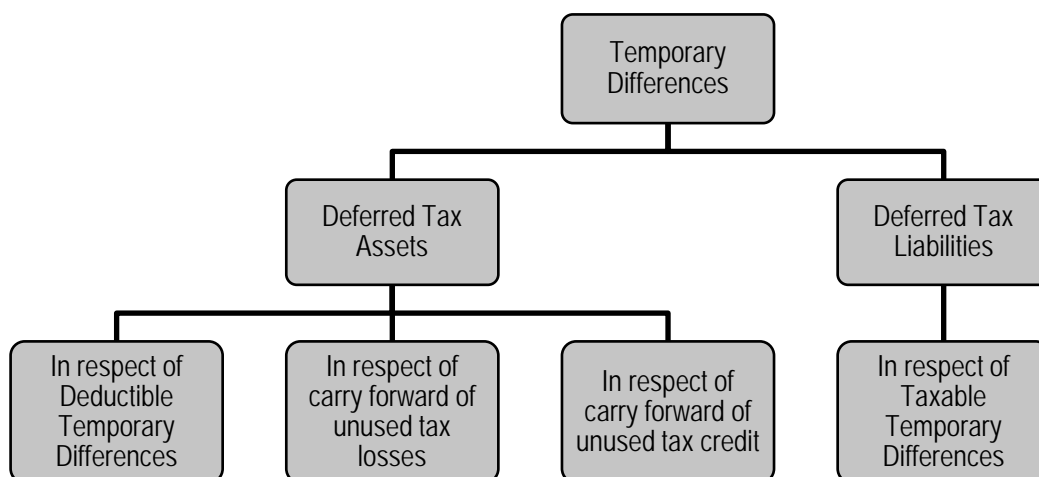 Temporary
Differences
Deferred Tax
Assets
Deferred Tax
Liabilities
In respect of
Deductible
Temporary
Differences
In respect of
carry forward of
unused tax
losses
In respect of
carry forward of
unused tax credit
In respect of
Taxable
Temporary
Differences